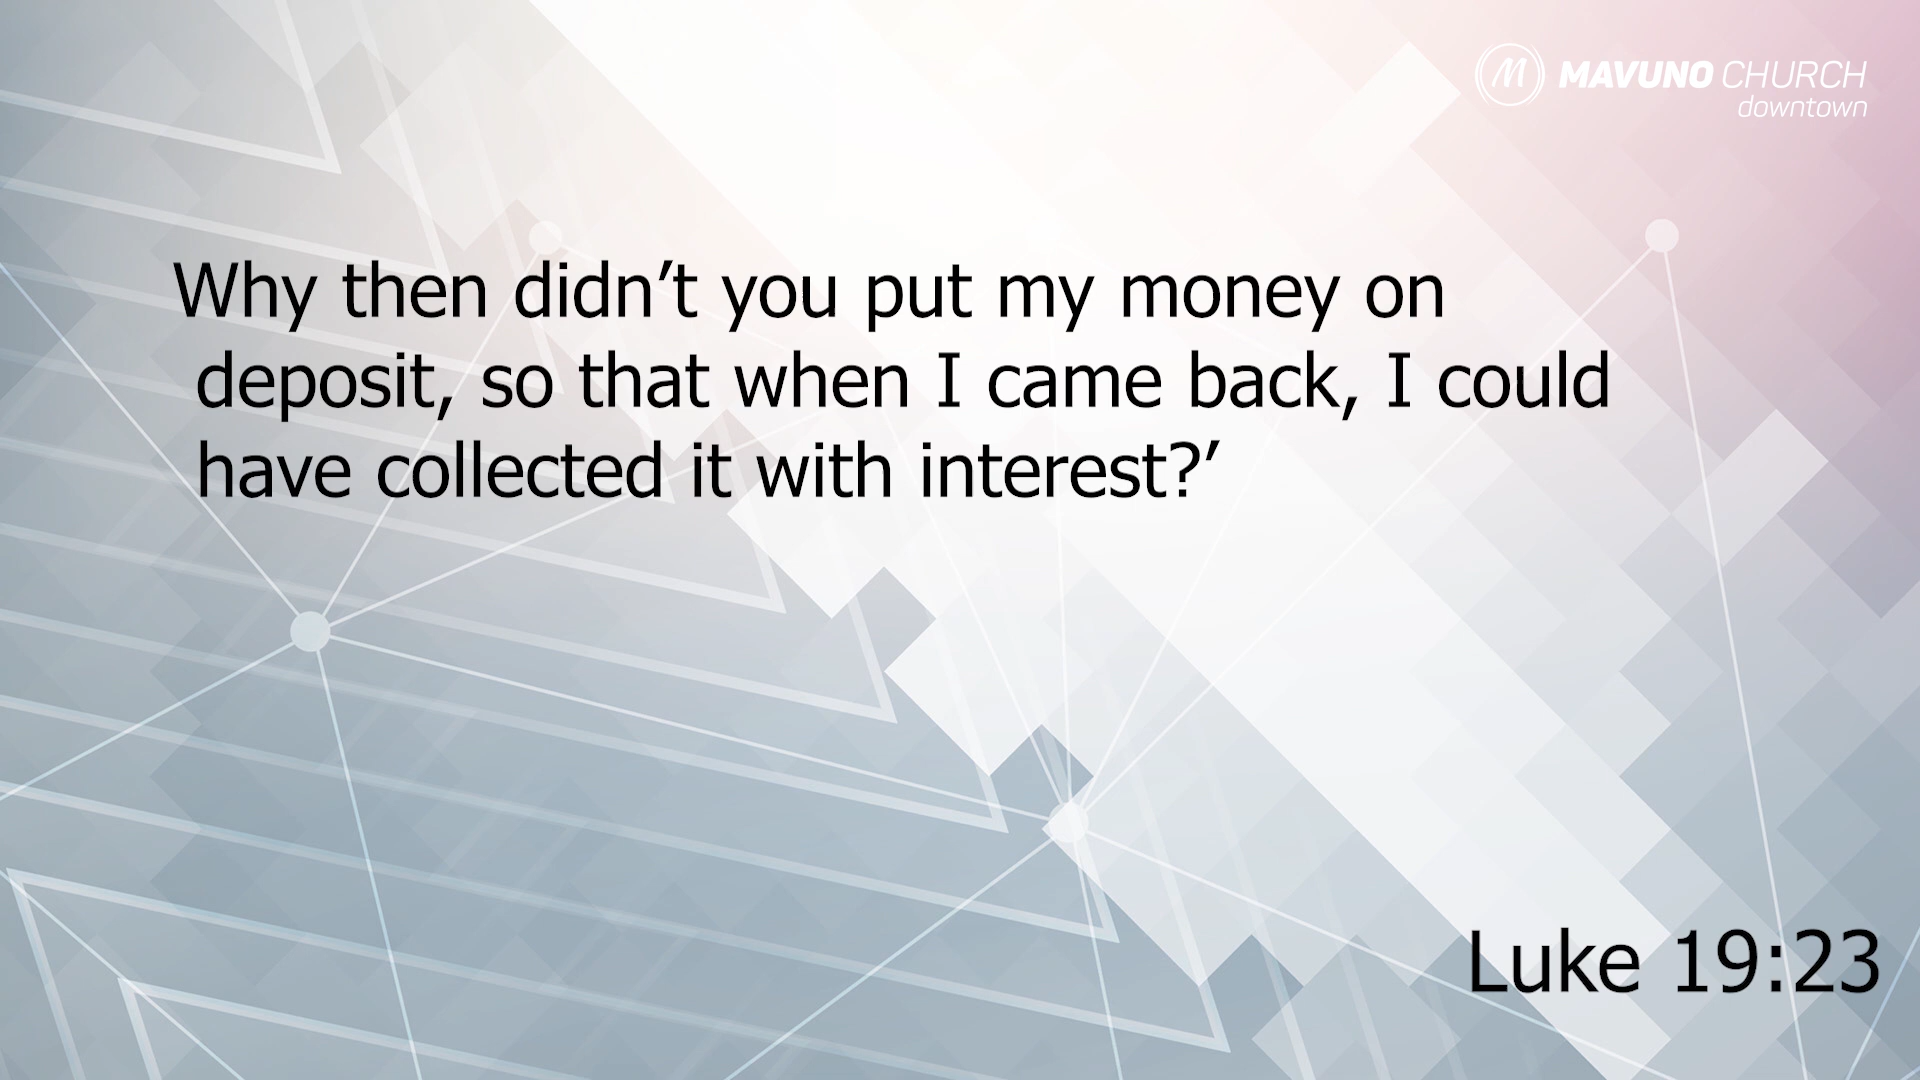 MAVUNO CHURCH
downtown
Why then didn’t you put my money on
deposit, so that when I came back, I could
have collected it with interest?’
Luke 19:23